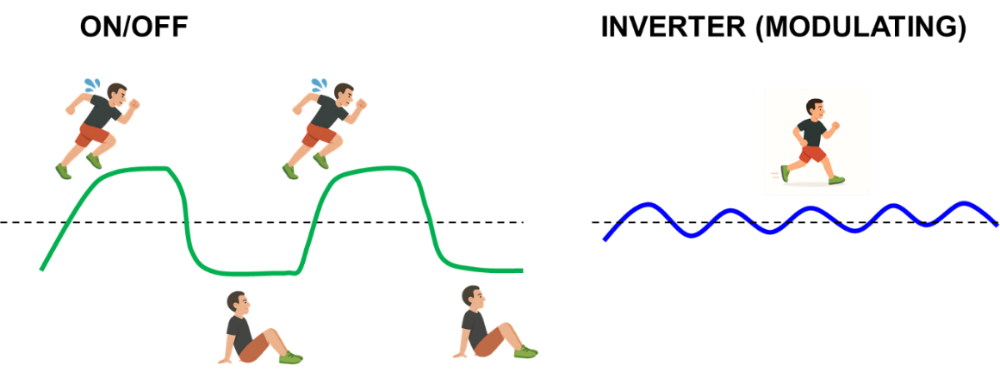 ON/OFF
INVERTER (MODULATING)